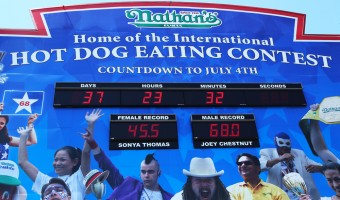 Nathan's
FAMOUS
Home of the International
HOT DOG EATING CONTEST
COUNTDOWN TO JULY 4TH
DAYS HOURS MINUTES SECONDS
37 23 32
FEMALE RECORD MALE RECORD
45.5 68.0
SONYA THOMAS JOEY CHESTNUT
68